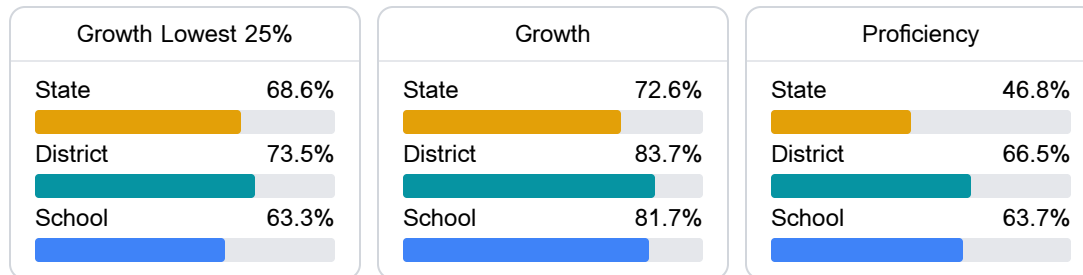 Growth Lowest 25%
State 68.6%
District 73.5%
School 63.3%
Growth
State 72.6%
District 83.7%
School 81.7%
Proficiency
State 46.8%
District 66.5%
School 63.7%